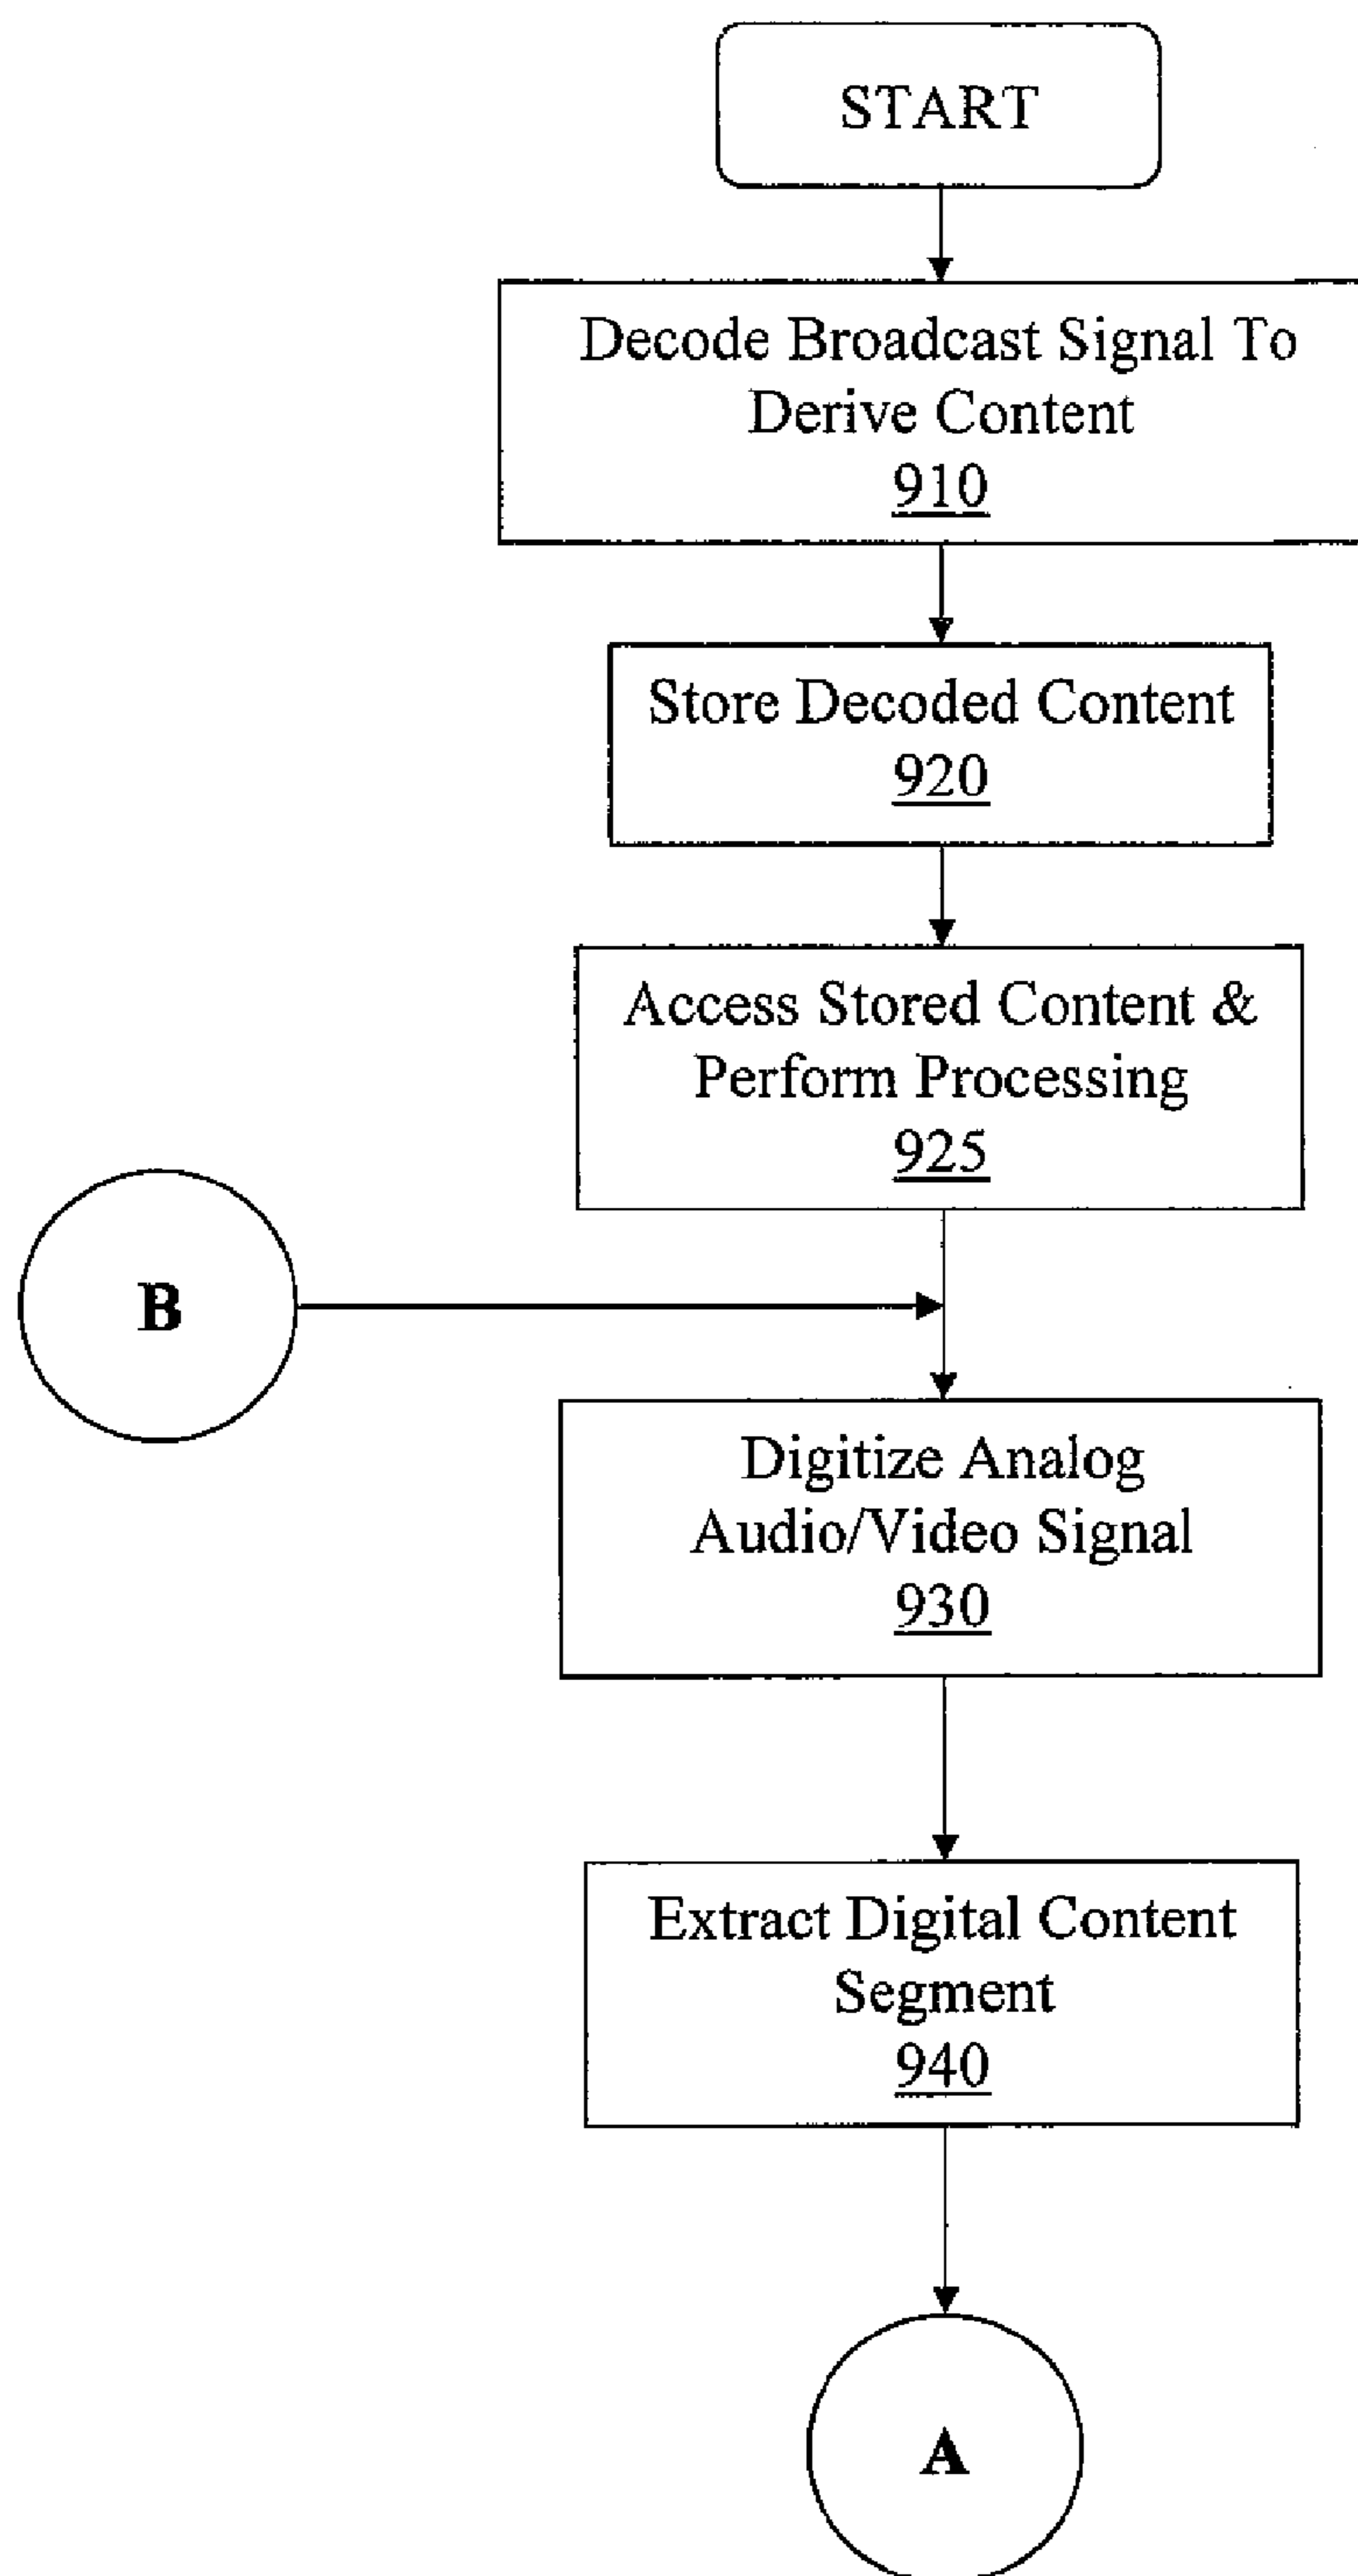 START
Decode Broadcast Signal To
Derive Content
910
Store Decoded Content
920
Access Stored Content &
Perform Processing
925
B
Digitize Analog
Audio/Video Signal
930
Extract Digital Content
Segment
940
A